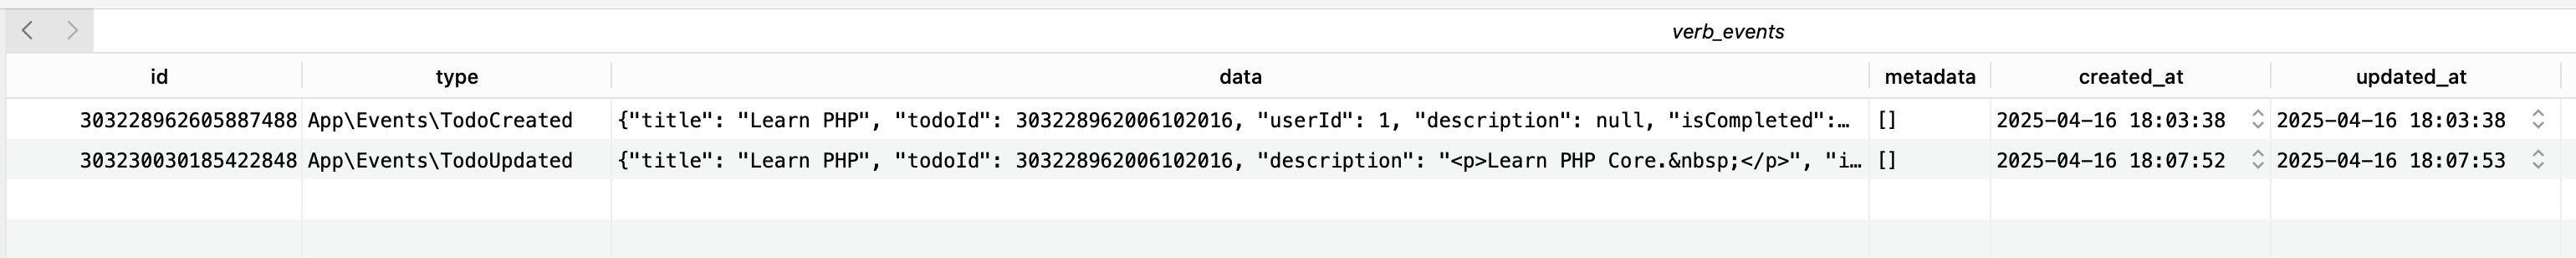 verb_events
id type data metadata created_at updated_at
303228962605887488 App\Events\TodoCreated {"title": "Learn PHP", "todoId": 303228962006102016, "userId": 1, "description": null, "isCompleted":… [] 2025-04-16 18:03:38 2025-04-16 18:03:38
303230030185422848 App\Events\TodoUpdated {"title": "Learn PHP", "todoId": 303228962006102016, "description": "<p>Learn PHP Core.&nbsp;</p>", "i… [] 2025-04-16 18:07:52 2025-04-16 18:07:53